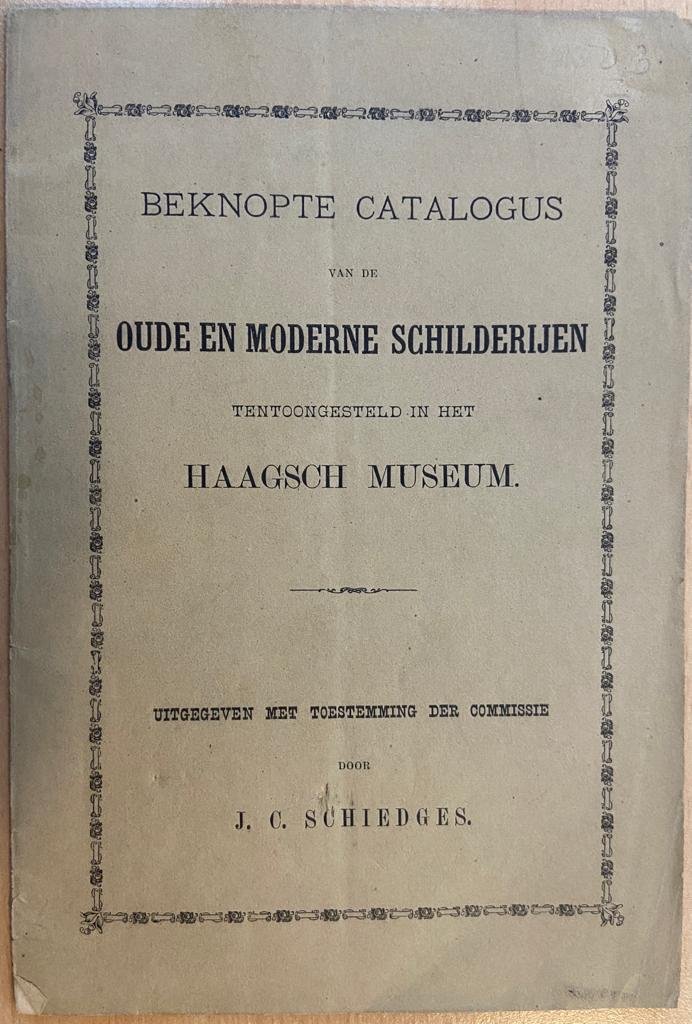 D 3
BEKNOPTE CATALOGUS
VAN DE
OUDE EN MODERNE SCHILDERIJEN
TENTOONGESTELD IN HET
HAAGSCH MUSEUM.
UITGEGEVEN MET TOESTEMMING DER COMMISSIE
DOOR
J. C. SCHIEDGES.